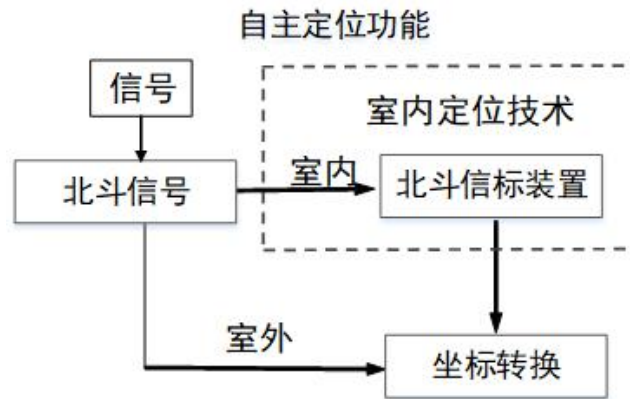 自主定位功能
信号
室内定位技术
北斗信号
室内
北斗信标装置
室外
坐标转换